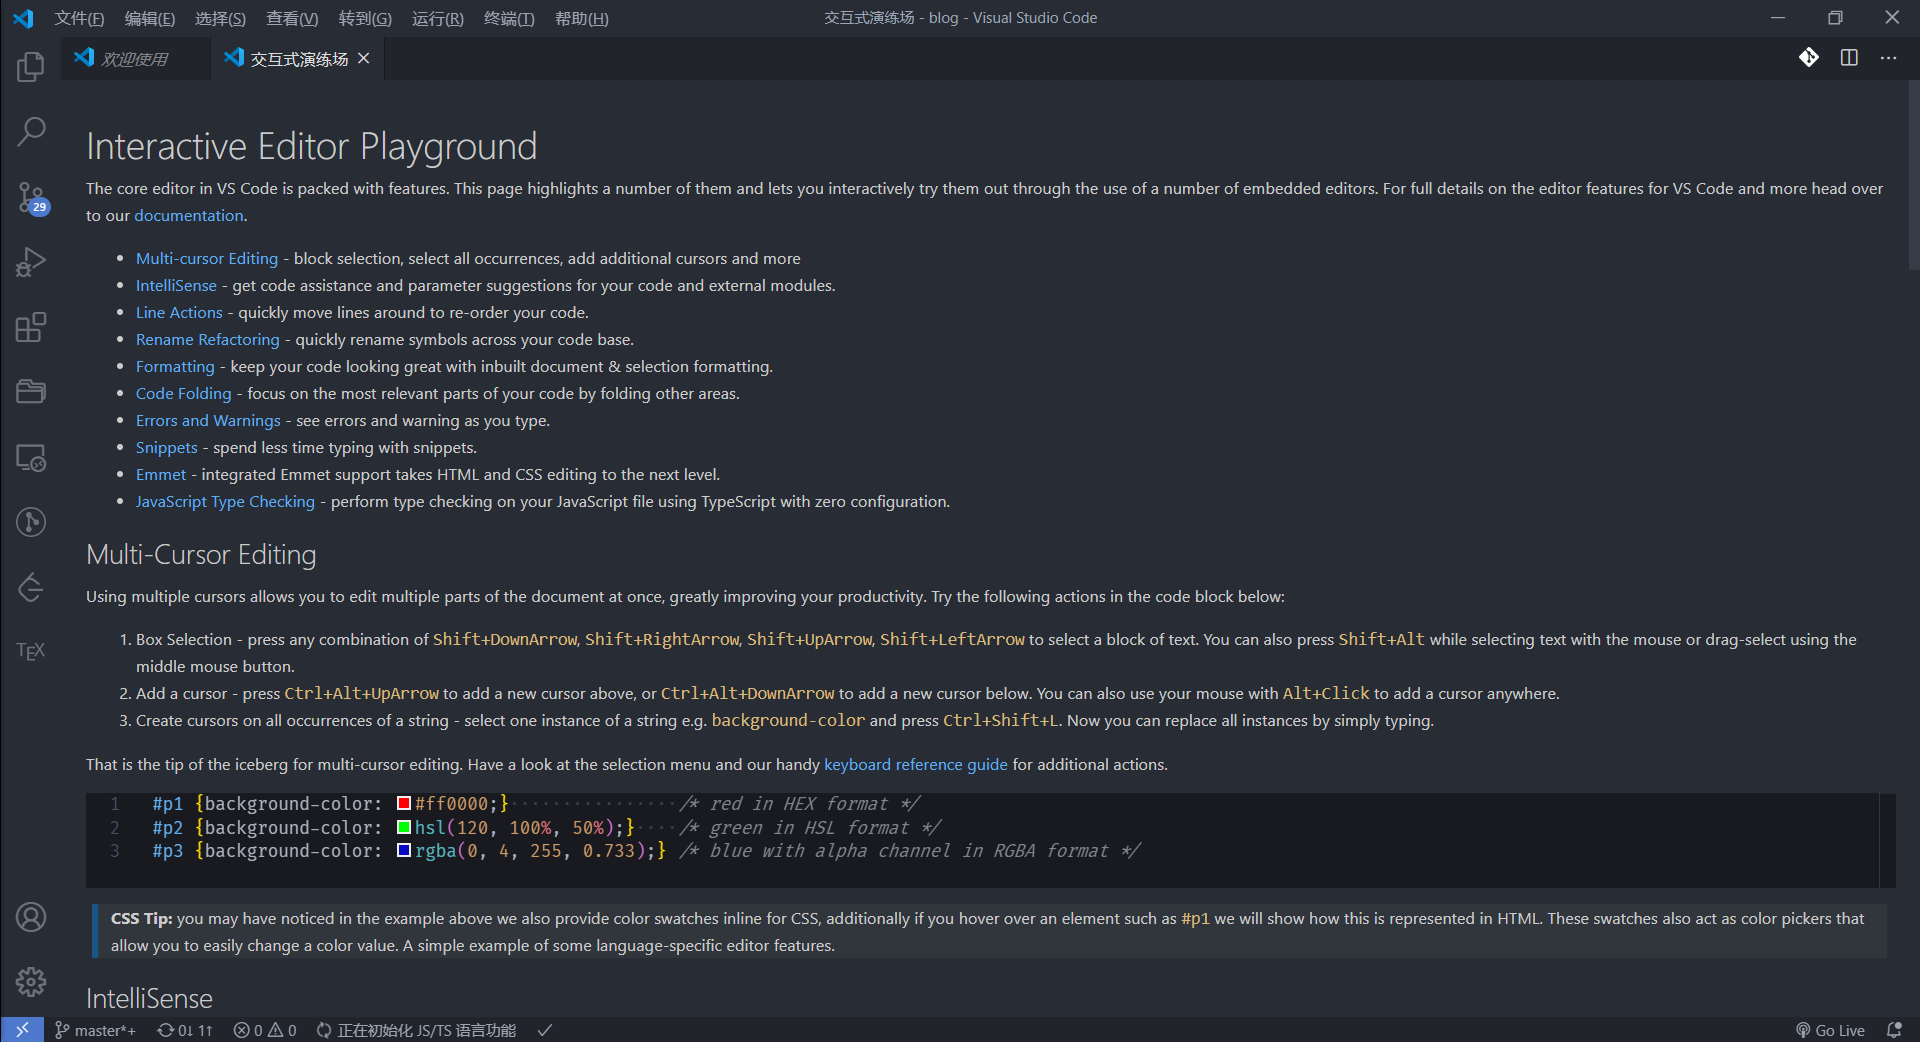 文件(F) 编辑(E) 选择(S) 查看(V) 转到(G) 运行(R) 终端(T) 帮助(H) 交互式演练场 - blog - Visual Studio Code
欢迎使用 交互式演练场
Interactive Editor Playground
The core editor in VS Code is packed with features. This page highlights a number of them and lets you interactively try them out through the use of a number of embedded editors. For full details on the editor features for VS Code and more head over
to our documentation.
• Multi-cursor Editing - block selection, select all occurrences, add additional cursors and more
• IntelliSense - get code assistance and parameter suggestions for your code and external modules.
• Line Actions - quickly move lines around to re-order your code.
• Rename Refactoring - quickly rename symbols across your code base.
• Formatting - keep your code looking great with inbuilt document & selection formatting.
• Code Folding - focus on the most relevant parts of your code by folding other areas.
• Errors and Warnings - see errors and warning as you type.
• Snippets - spend less time typing with snippets.
• Emmet - integrated Emmet support takes HTML and CSS editing to the next level.
• JavaScript Type Checking - perform type checking on your JavaScript file using TypeScript with zero configuration.
Multi-Cursor Editing
Using multiple cursors allows you to edit multiple parts of the document at once, greatly improving your productivity. Try the following actions in the code block below:
1. Box Selection - press any combination of Shift+DownArrow, Shift+RightArrow, Shift+UpArrow, Shift+LeftArrow to select a block of text. You can also press Shift+Alt while selecting text with the mouse or drag-select using the
middle mouse button.
2. Add a cursor - press Ctrl+Alt+UpArrow to add a new cursor above, or Ctrl+Alt+DownArrow to add a new cursor below. You can also use your mouse with Alt+Click to add a cursor anywhere.
3. Create cursors on all occurrences of a string - select one instance of a string e.g. background-color and press Ctrl+Shift+L. Now you can replace all instances by simply typing.
That is the tip of the iceberg for multi-cursor editing. Have a look at the selection menu and our handy keyboard reference guide for additional actions.
1 #p1 {background-color: #ff0000;} /* red in HEX format */
2 #p2 {background-color: hsl(120, 100%, 50%);} /* green in HSL format */
3 #p3 {background-color: rgba(0, 4, 255, 0.733);} /* blue with alpha channel in RGBA format */
CSS Tip: you may have noticed in the example above we also provide color swatches inline for CSS, additionally if you hover over an element such as #p1 we will show how this is represented in HTML. These swatches also act as color pickers that
allow you to easily change a color value. A simple example of some language-specific editor features.
IntelliSense
29
TEX
master*+ 0↓ 1↑ 0 0 正在初始化 JS/TS 语言功能 Go Live